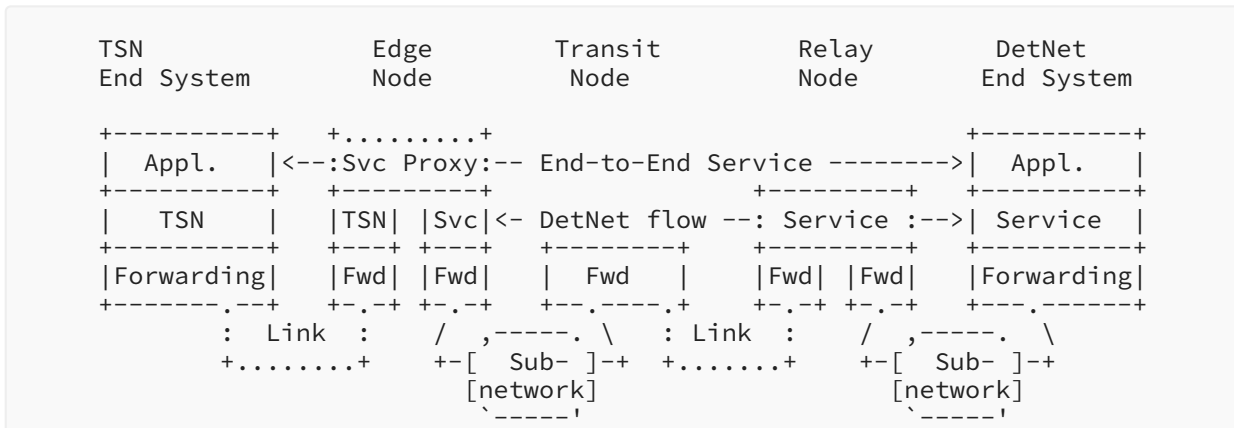 TSN                 Edge          Transit         Relay        DetNet
End System          Node           Node           Node         End System

+----------+   +.........+                                +----------+
|  Appl.   |<--:Svc Proxy:-- End-to-End Service -------->|  Appl.   |
+----------+   +---------+                 +---------+   +----------+
|   TSN    |   |TSN| |Svc|<- DetNet flow --: Service :-->| Service  |
+----------+   +---+ +---+    +--------+    +---------+   +----------+
|Forwarding|   |Fwd| |Fwd|    |  Fwd   |    |Fwd| |Fwd|   |Forwarding|
+-------.--+   +-.-+ +-.-+    +--.----.+    +-.-+ +-.-+   +---.------+
        :  Link  :    /  ,-----. \   : Link  :    /  ,-----.  \
        +........+    +-[  Sub- ]-+  +.......+    +-[  Sub- ]-+
                        [network]                   [network]
                         `-----'                     `-----'